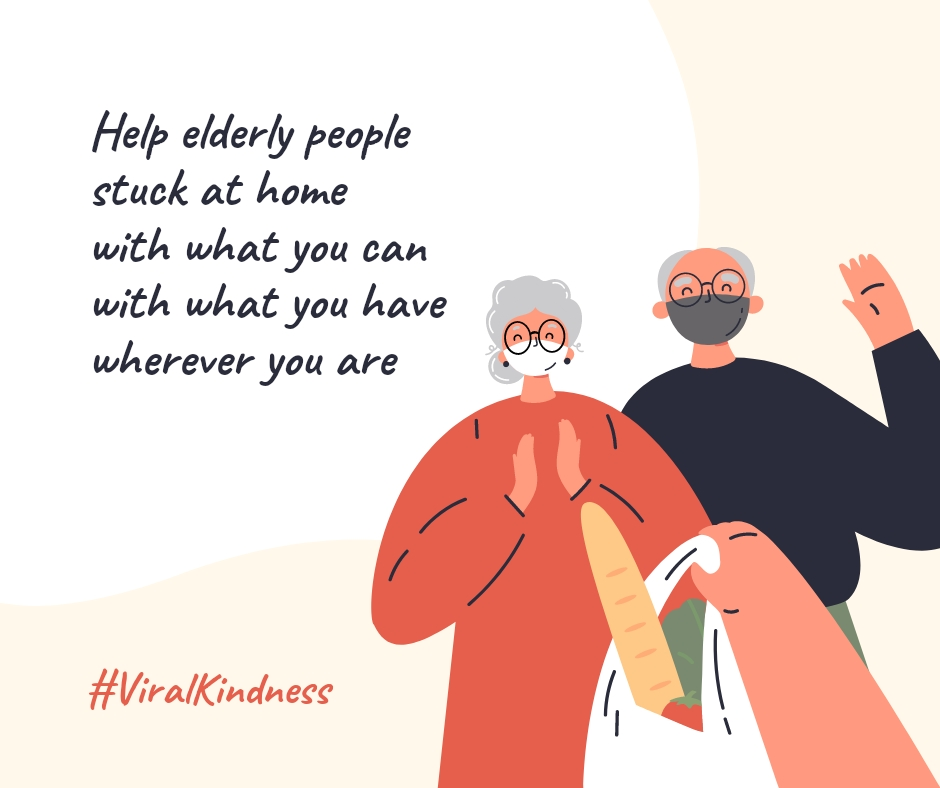 Help elderly people
stuck at home
with what you can
with what you have
wherever you are
#ViralKindness